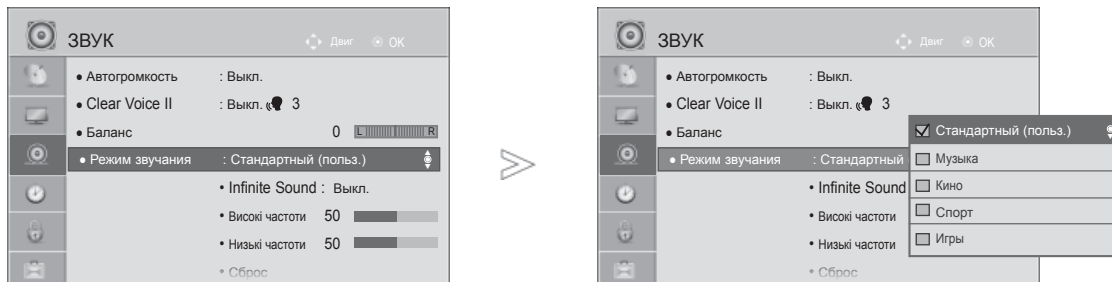 ЗВУК Двиг OK
• Автогромкость : Выкл.
• Clear Voice II : Выкл. 3
• Баланс 0 L R
• Режим звучания : Стандартный (польз.)
• Infinite Sound : Выкл.
• Високі частоти 50
• Низькі частоти 50
• Сброс
ЗВУК Двиг OK
• Автогромкость : Выкл.
• Clear Voice II : Выкл. 3
• Баланс
• Режим звучания : Стандартный
• Infinite Sound
• Високі частоти
• Низькі частоти
• Сброс
Стандартный (польз.)
Музыка
Кино
Спорт
Игры